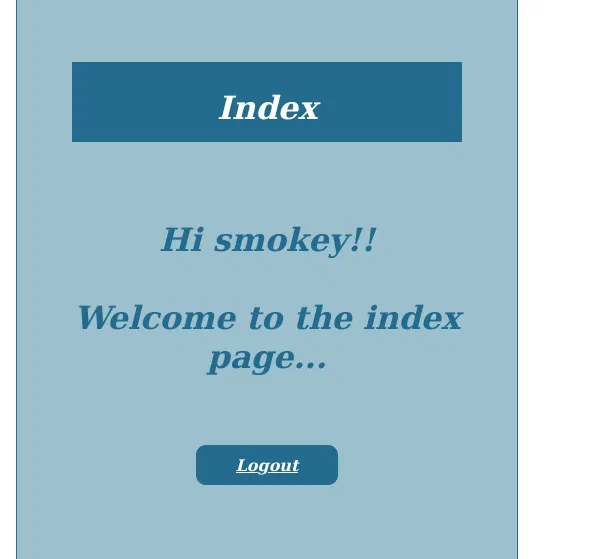 Index
Hi smokey!!
Welcome to the index
page...
Logout